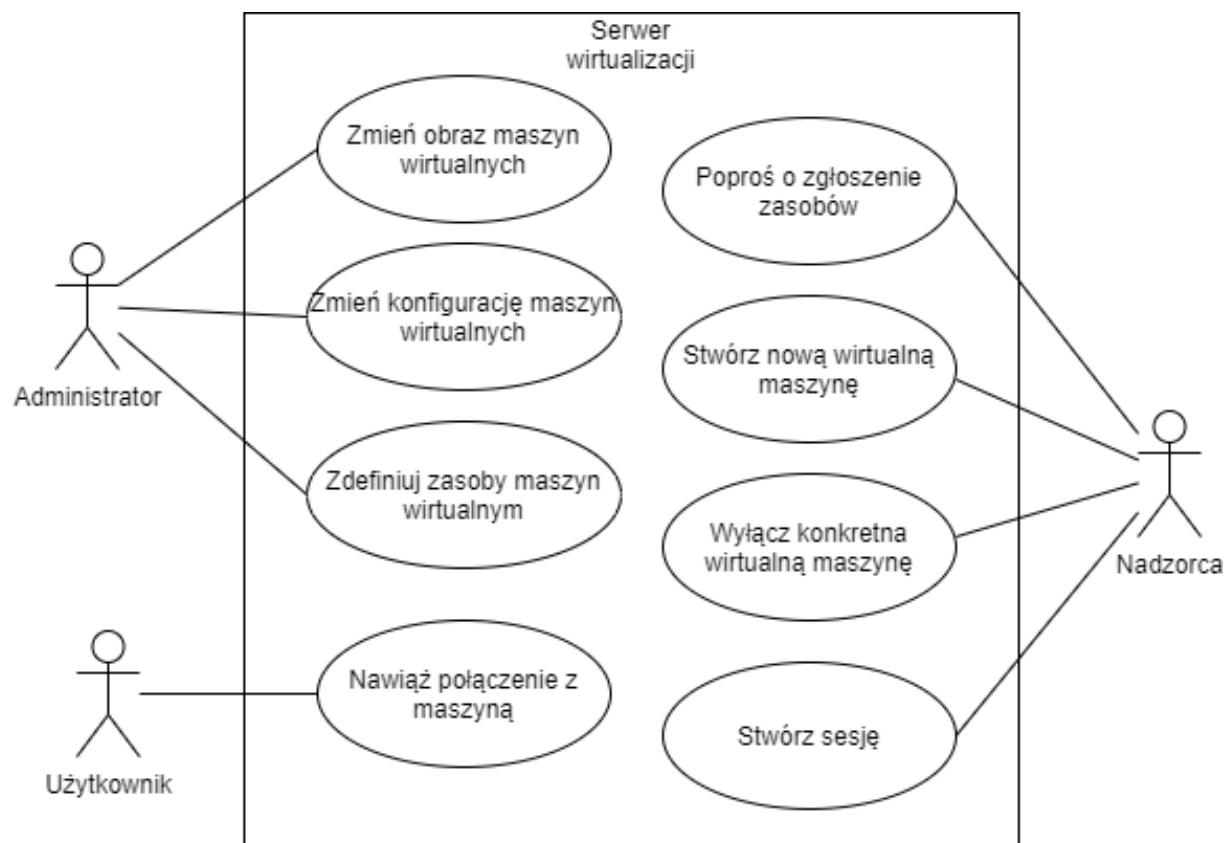 Serwer
wirtualizacji
Zmień obraz maszyn
wirtualnych
Poproś o zgłoszenie
zasobów
Zmień konfigurację maszyn
wirtualnych
Stwórz nową wirtualną
maszynę
Administrator
Zdefiniuj zasoby maszyn
wirtualnym
Wyłącz konkretna
wirtualną maszynę
Nadzorca
Nawiąź połączenie z
maszyną
Stwórz sesję
Użytkownik